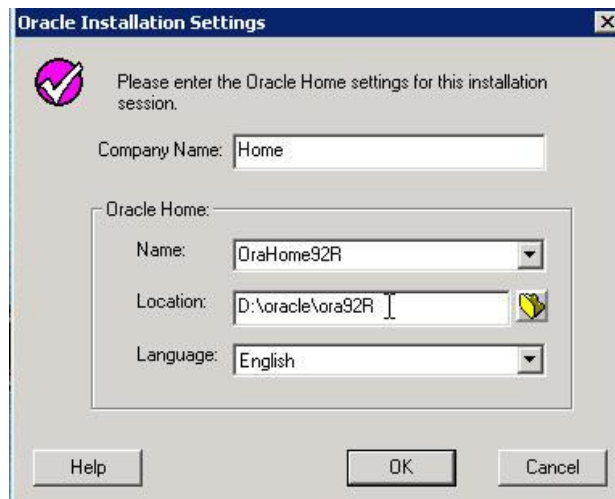 Oracle Installation Settings
Please enter the Oracle Home settings for this installation
session.
Company Name: Home
Oracle Home:
Name: OraHome92R
Location: D:\oracle\ora92R
Language: English
Help OK Cancel